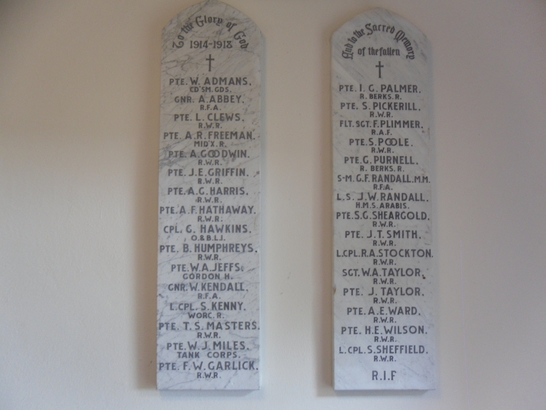 To the Glory of God
1914-1918
PTE. W. ADMANS.
CD'SM. GDS.
GNR. A. ABBEY.
R.F.A.
PTE. L. CLEWS.
R.W.R.
PTE. A.R. FREEMAN.
MID'X. R.
PTE. A. GOODWIN.
R.W.R.
PTE. J.E. GRIFFIN.
R.W.R.
PTE. A.G. HARRIS.
R.W.R.
PTE. A.F. HATHAWAY.
R.W.R.
CPL. G. HAWKINS.
O.&B.L.I.
PTE. B. HUMPHREYS.
R.W.R.
PTE. W.A. JEFFS.
GORDON H.
GNR. W. KENDALL.
R.F.A.
L.CPL. S. KENNY.
WORC. R.
PTE. T.S. MASTERS.
R.W.R.
PTE. W.J. MILES.
TANK CORPS.
PTE. F.W. GARLICK.
R.W.R.
And in the Sacred Memory
of the fallen
PTE. I.G. PALMER.
R. BERKS. R.
PTE. S. PICKERILL.
R.W.R.
FLT. SGT. F. PLIMMER.
R.A.F.
PTE. S. POOLE.
R.W.R.
PTE. G. PURNELL.
R. BERKS. R.
S-M. G.F. RANDALL. M.M.
R.F.A.
L.S. J.W. RANDALL.
H.M.S. ARABIS.
PTE. S.G. SHEARGOLD.
R.W.R.
PTE. J.T. SMITH.
R.W.R.
L.CPL. R.A. STOCKTON.
R.W.R.
SGT. W.A. TAYLOR.
R.W.R.
PTE. J. TAYLOR.
R.W.R.
PTE. A.E. WARD.
R.W.R.
PTE. H.E. WILSON.
R.W.R.
L.CPL. S. SHEFFIELD.
R.W.R.
R.I.F